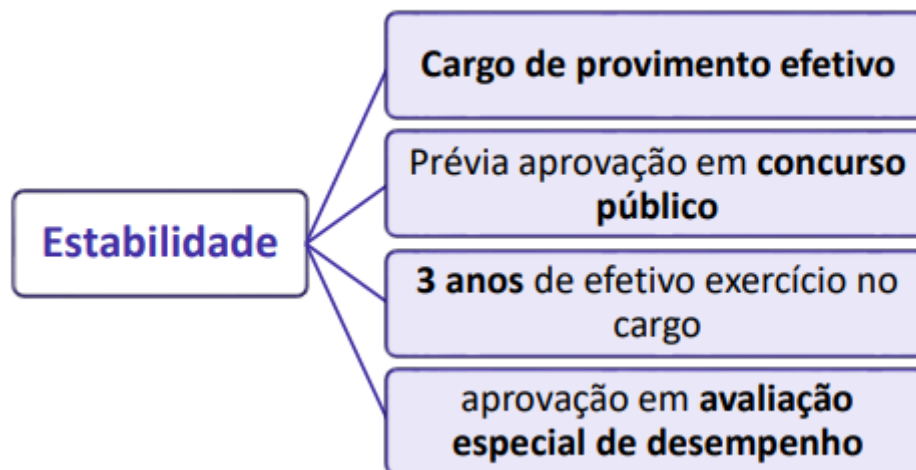 Estabilidade
Cargo de provimento efetivo
Prévia aprovação em concurso
público
3 anos de efetivo exercício no
cargo
aprovação em avaliação
especial de desempenho